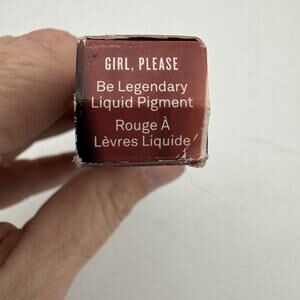 GIRL, PLEASE
Be Legendary
Liquid Pigment
Rouge À
Lèvres Liquide